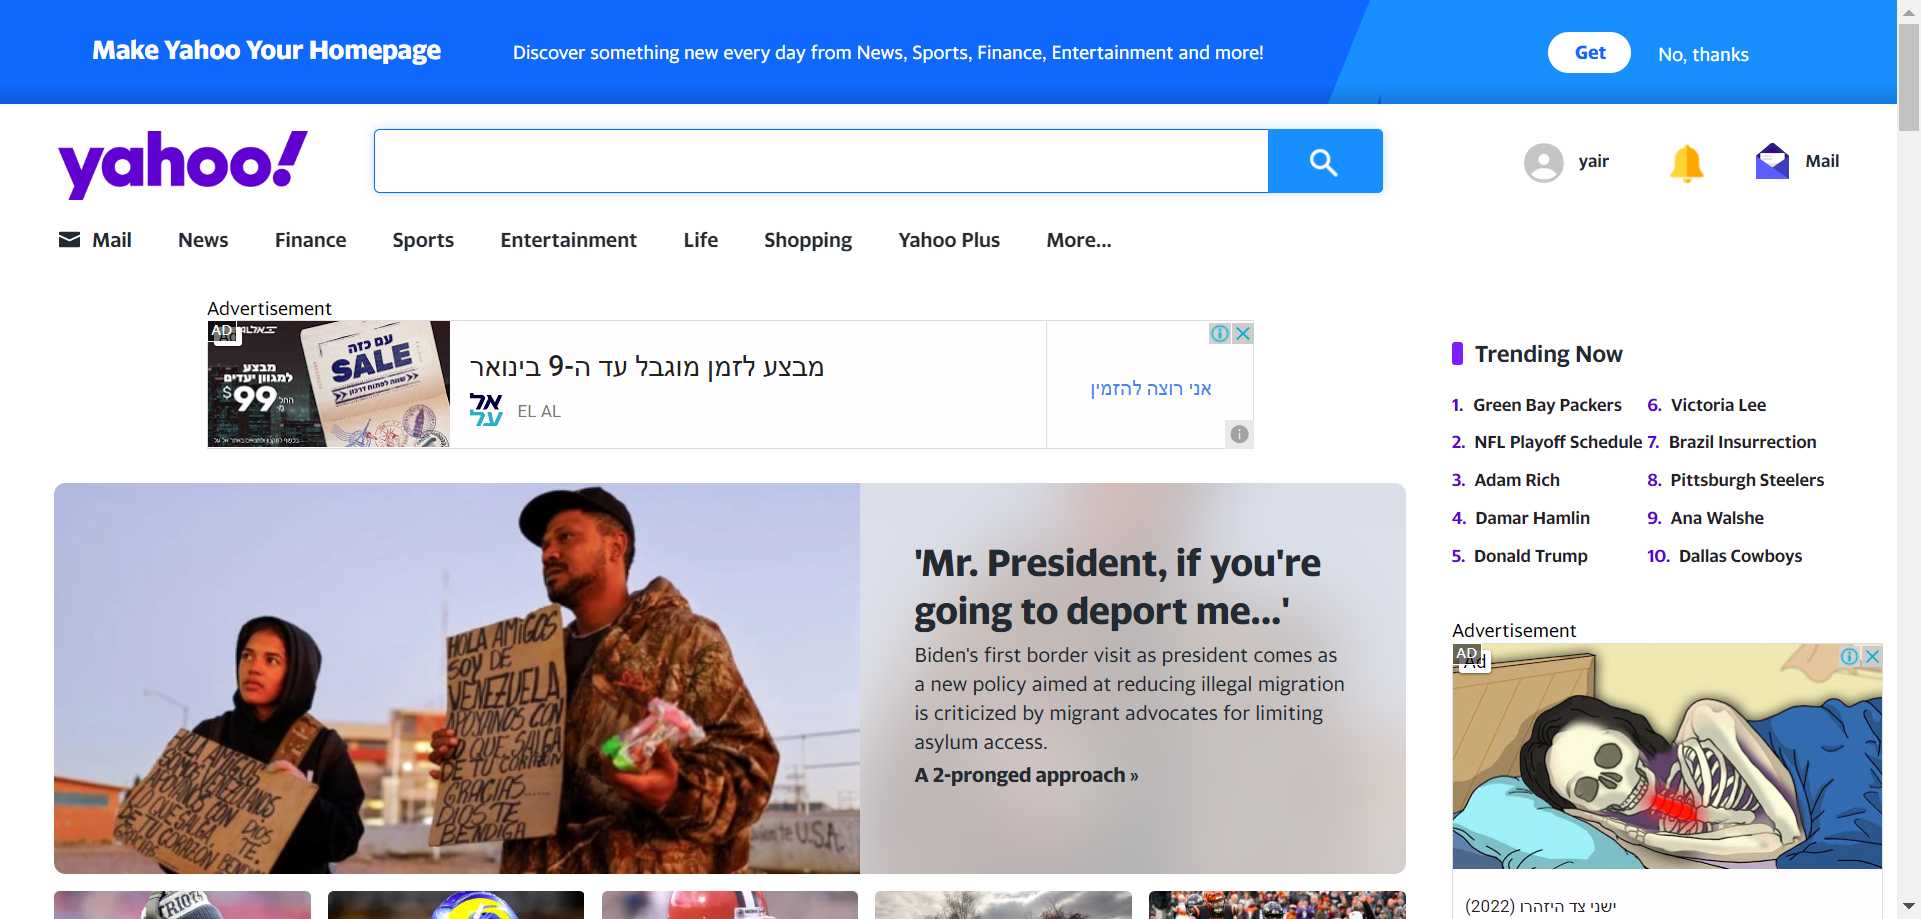 Make Yahoo Your Homepage
Discover something new every day from News, Sports, Finance, Entertainment and more!
Get
No, thanks
yahoo!
yair
Mail
Mail
News
Finance
Sports
Entertainment
Life
Shopping
Yahoo Plus
More...
Advertisement
AD
עם כזה
SALE
מבצע
למגוון יעדים
החל מ-
$99
מבצע לזמן מוגבל עד ה-9 בינואר
EL AL
אל על
אני רוצה להזמין
Trending Now
1. Green Bay Packers
2. NFL Playoff Schedule
3. Adam Rich
4. Damar Hamlin
5. Donald Trump
6. Victoria Lee
7. Brazil Insurrection
8. Pittsburgh Steelers
9. Ana Walshe
10. Dallas Cowboys
HOLA AMIGOS
SOY DE
VENEZUELA
APOYANOS CON
LO QUE SALGA
DE TU CORAZON
GRACIAS.....
DIOS TE
BENDIGA
U.S.A.
'Mr. President, if you're
going to deport me...'
Biden's first border visit as president comes as
a new policy aimed at reducing illegal migration
is criticized by migrant advocates for limiting
asylum access.
A 2-pronged approach »
Advertisement
AD
Ad
ישני צד היזהרו (2022)